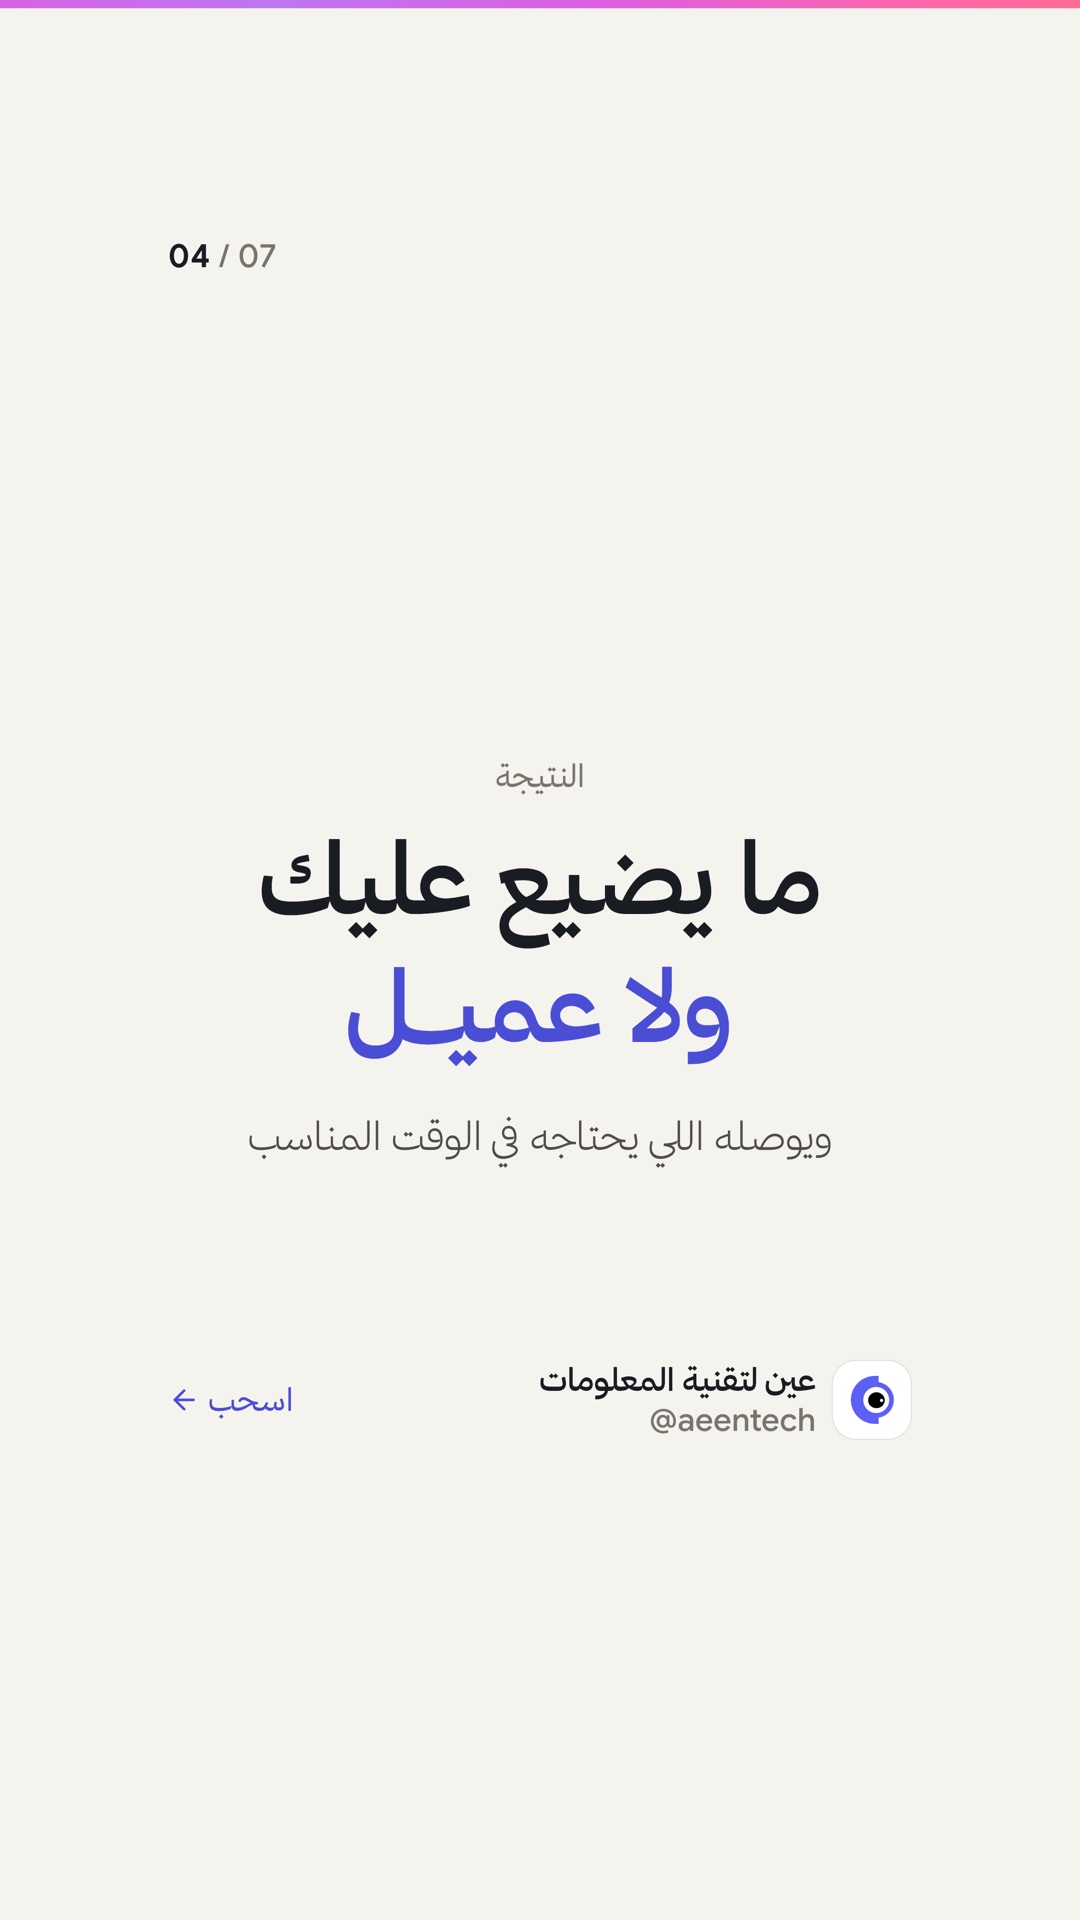 04 / 07
النتيجة
ما يضيع عليك
ولا عميـل
ويوصله اللي يحتاجه في الوقت المناسب
عين لتقنية المعلومات
@aeentech
اسحب ←